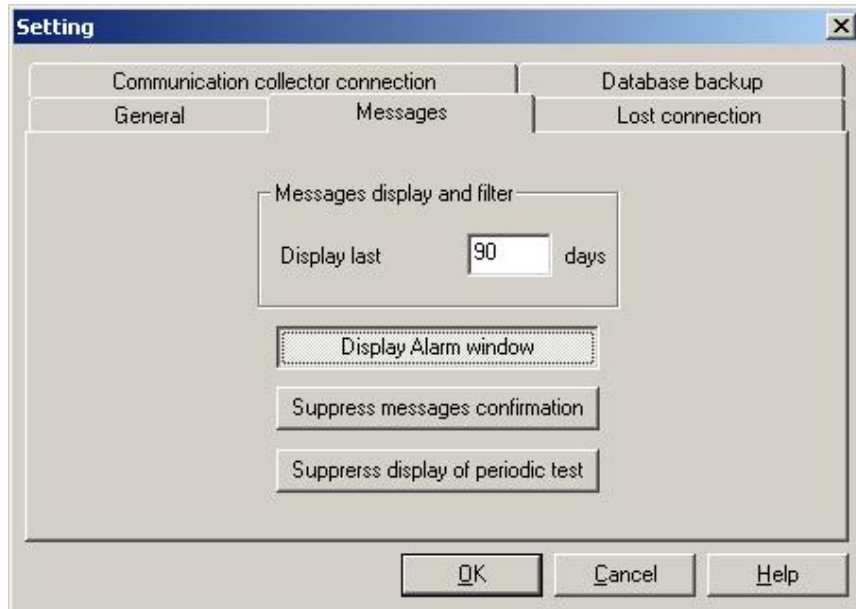 Setting
Communication collector connection
Database backup
General
Messages
Lost connection
Messages display and filter
Display last 90 days
Display Alarm window
Suppress messages confirmation
Supprerss display of periodic test
OK
Cancel
Help